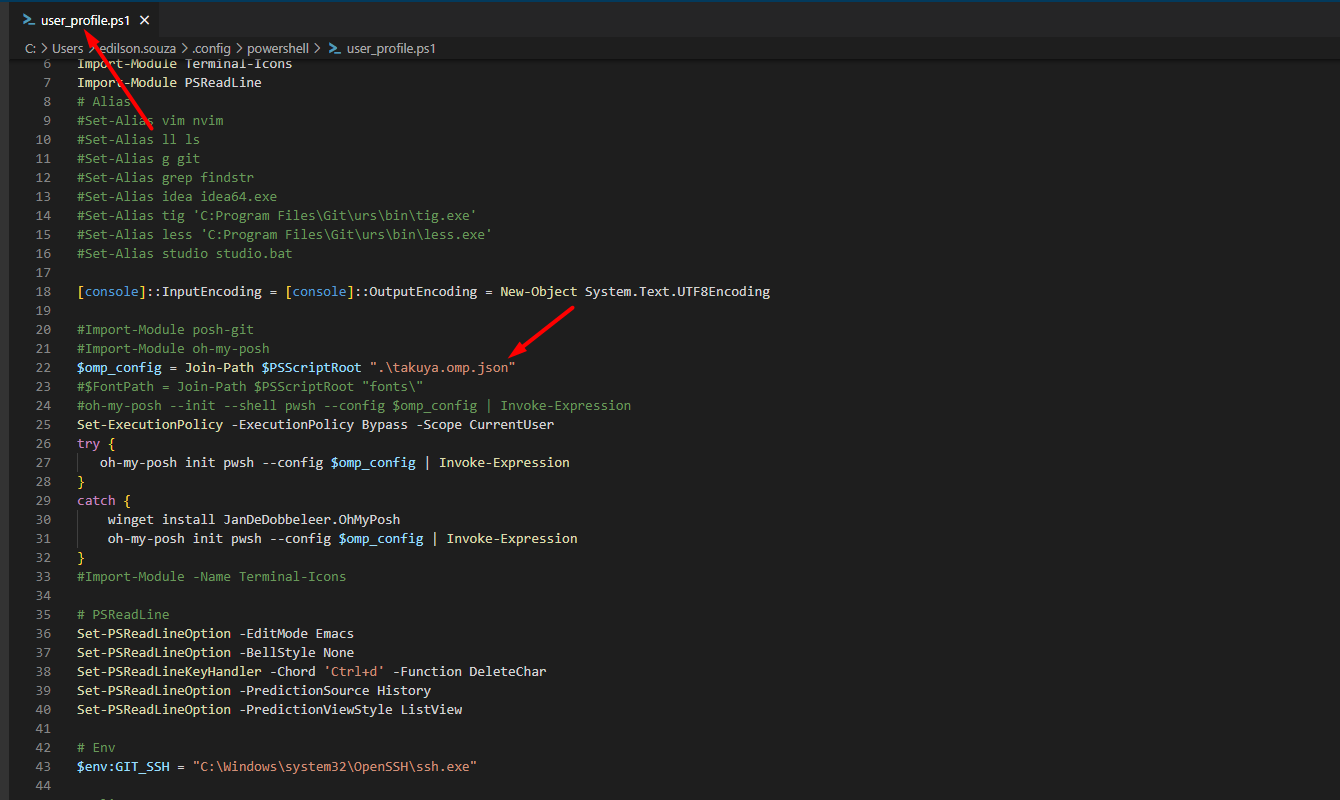 user_profile.ps1
C: > Users > edilson.souza > .config > powershell > user_profile.ps1
6 Import-Module Terminal-Icons
7 Import-Module PSReadLine
8 # Alias
9 #Set-Alias vim nvim
10 #Set-Alias ll ls
11 #Set-Alias g git
12 #Set-Alias grep findstr
13 #Set-Alias idea idea64.exe
14 #Set-Alias tig 'C:Program Files\Git\urs\bin\tig.exe'
15 #Set-Alias less 'C:Program Files\Git\urs\bin\less.exe'
16 #Set-Alias studio studio.bat
17
18 [console]::InputEncoding = [console]::OutputEncoding = New-Object System.Text.UTF8Encoding
19
20 #Import-Module posh-git
21 #Import-Module oh-my-posh
22 $omp_config = Join-Path $PSScriptRoot ".\takuya.omp.json"
23 #$FontPath = Join-Path $PSScriptRoot "fonts\"
24 #oh-my-posh --init --shell pwsh --config $omp_config | Invoke-Expression
25 Set-ExecutionPolicy -ExecutionPolicy Bypass -Scope CurrentUser
26 try {
27 oh-my-posh init pwsh --config $omp_config | Invoke-Expression
28 }
29 catch {
30 winget install JanDeDobbeleer.OhMyPosh
31 oh-my-posh init pwsh --config $omp_config | Invoke-Expression
32 }
33 #Import-Module -Name Terminal-Icons
34
35 # PSReadLine
36 Set-PSReadLineOption -EditMode Emacs
37 Set-PSReadLineOption -BellStyle None
38 Set-PSReadLineKeyHandler -Chord 'Ctrl+d' -Function DeleteChar
39 Set-PSReadLineOption -PredictionSource History
40 Set-PSReadLineOption -PredictionViewStyle ListView
41
42 # Env
43 $env:GIT_SSH = "C:\Windows\system32\OpenSSH\ssh.exe"
44